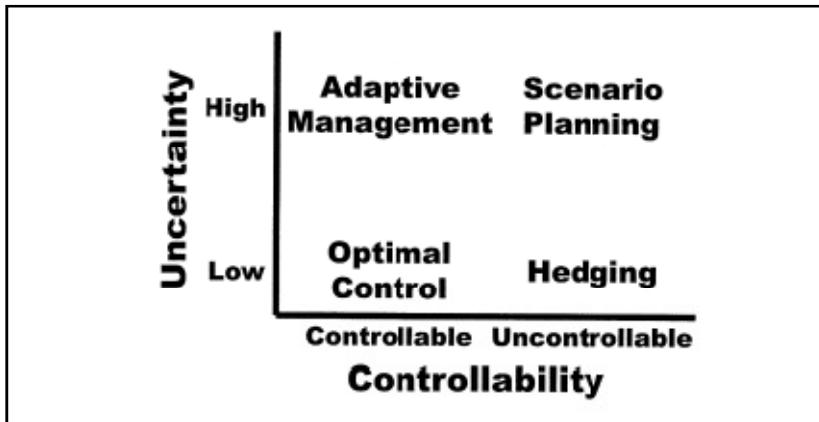 Uncertainty
High
Adaptive
Management
Scenario
Planning
Low
Optimal
Control
Hedging
Controllable Uncontrollable
Controllability